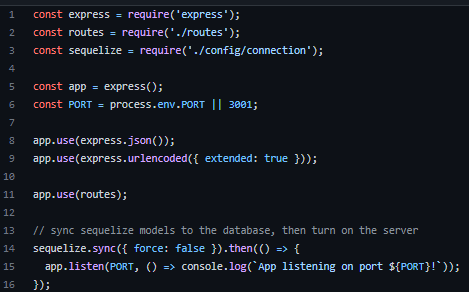 1 const express = require('express');
2 const routes = require('./routes');
3 const sequelize = require('./config/connection');
4
5 const app = express();
6 const PORT = process.env.PORT || 3001;
7
8 app.use(express.json());
9 app.use(express.urlencoded({ extended: true }));
10
11 app.use(routes);
12
13 // sync sequelize models to the database, then turn on the server
14 sequelize.sync({ force: false }).then(() => {
15   app.listen(PORT, () => console.log(`App listening on port ${PORT}!`));
16 });